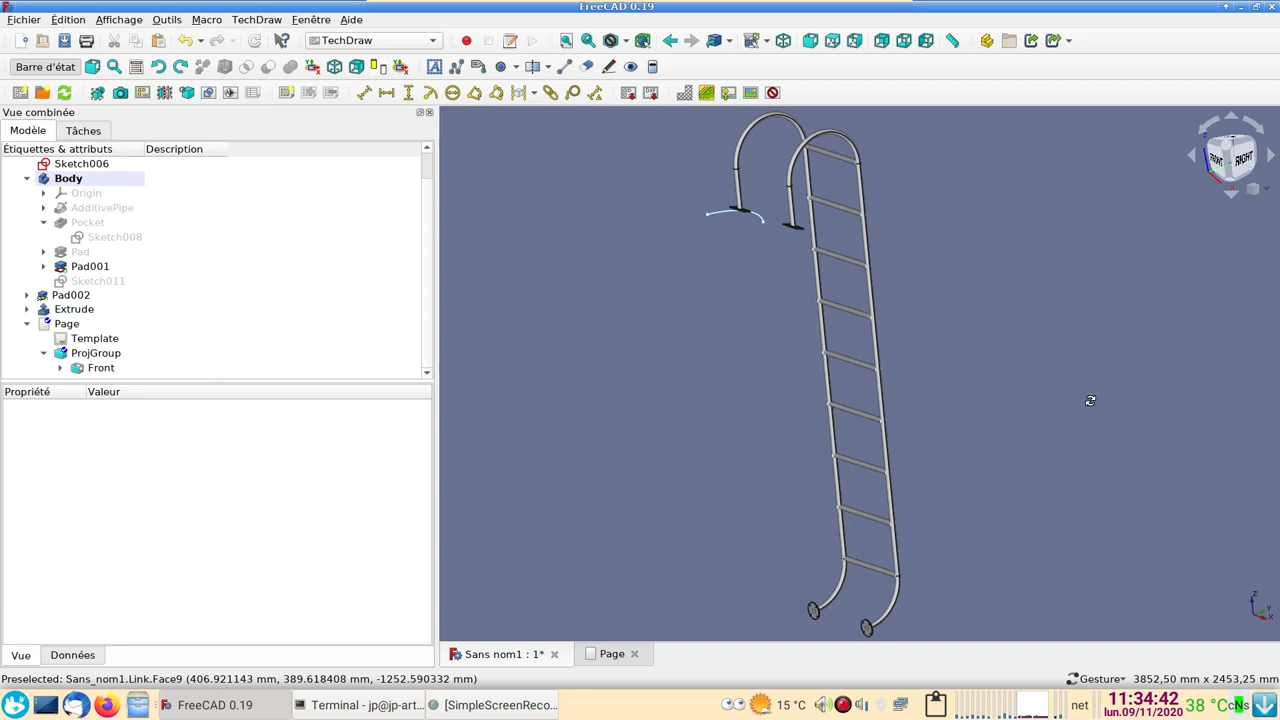 FreeCAD 0.19
Fichier Édition Affichage Outils Macro TechDraw Fenêtre Aide
TechDraw
Barre d'état
Vue combinée
Modèle Tâches
Étiquettes & attributs Description
Sketch006
Body
Origin
AdditivePipe
Pocket
Sketch008
Pad
Pad001
Sketch011
Pad002
Extrude
Page
Template
ProjGroup
Front
Propriété Valeur
FRONT RIGHT
Z
X
Z
Y
X
Vue Données
Sans nom1 : 1* Page
Preselected: Sans_nom1.Link.Face9 (406.921143 mm, 389.618408 mm, -1252.590332 mm) Gesture 3852,50 mm x 2453,25 mm
FreeCAD 0.19 Terminal - jp@jp-art... [SimpleScreenReco... 15 °C net 11:34:42 lun.09/11/2020 38 °C